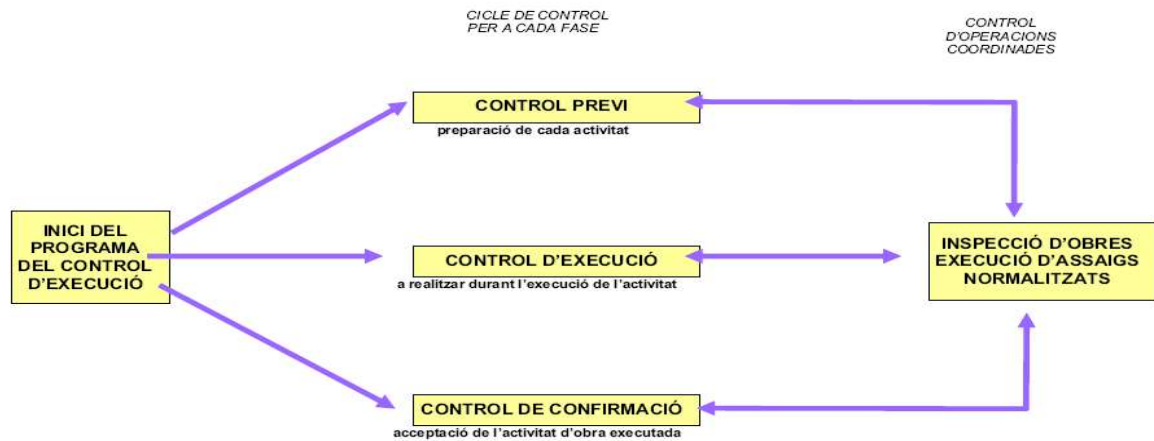 CICLE DE CONTROL
PER A CADA FASE
CONTROL
D'OPERACIONS
COORDINADES
CONTROL PREVI
preparació de cada activitat
INICI DEL
PROGRAMA
DEL CONTROL
D'EXECUCIÓ
CONTROL D'EXECUCIÓ
a realitzar durant l'execució de l'activitat
INSPECCIÓ D'OBRES
EXECUCIÓ D'ASSAIGS
NORMALITZATS
CONTROL DE CONFIRMACIÓ
acceptació de l'activitat d'obra executada